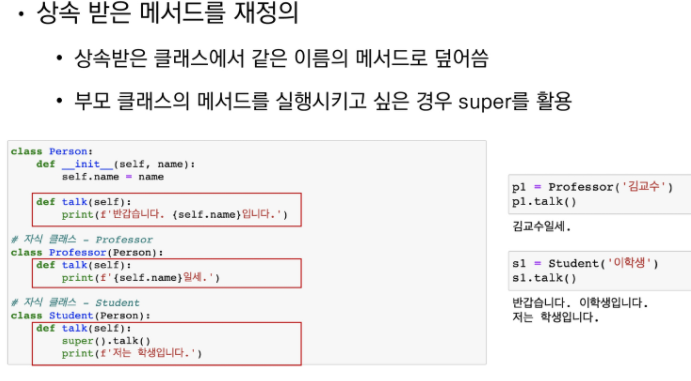 • 상속 받은 메서드를 재정의
• 상속받은 클래스에서 같은 이름의 메서드로 덮어씀
• 부모 클래스의 메서드를 실행시키고 싶은 경우 super를 활용
class Person:
    def __init__(self, name):
        self.name = name
    def talk(self):
        print(f'반갑습니다. {self.name}입니다.')
# 자식 클래스 - Professor
class Professor(Person):
    def talk(self):
        print(f'{self.name}일세.')
# 자식 클래스 - Student
class Student(Person):
    def talk(self):
        super().talk()
        print(f'저는 학생입니다.')
p1 = Professor('김교수')
p1.talk()
김교수일세.
s1 = Student('이학생')
s1.talk()
반갑습니다. 이학생입니다.
저는 학생입니다.